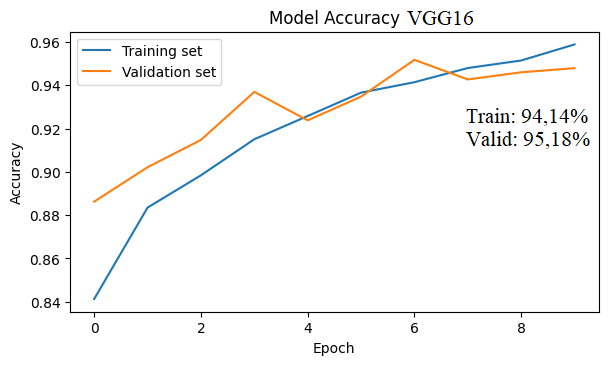 Model Accuracy VGG16
Training set
Validation set
0.96
0.94
0.92
0.90
0.88
0.86
0.84
Accuracy
Train: 94,14%
Valid: 95,18%
0 2 4 6 8
Epoch